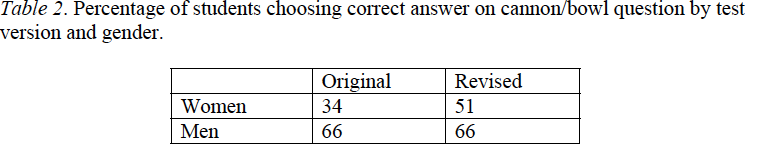 Table 2. Percentage of students choosing correct answer on cannon/bowl question by test
version and gender.
Original Revised
Women 34 51
Men 66 66